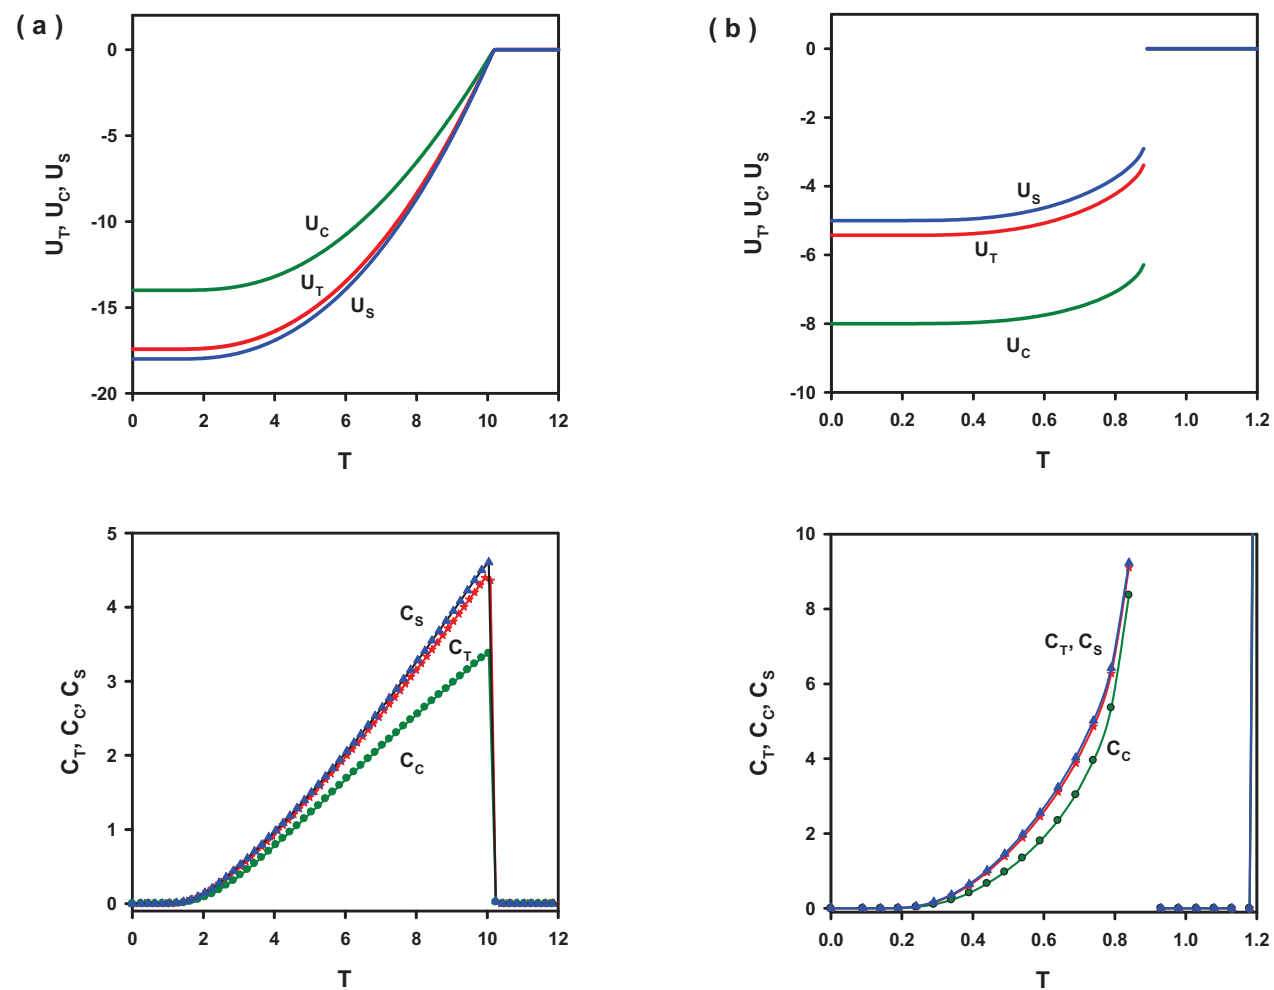 ( a )
0
-5
-10
-15
-20
U_T, U_C, U_S
U_C
U_T
U_S
0 2 4 6 8 10 12
T
( b )
0
-2
-4
-6
-8
-10
U_T, U_C, U_S
U_S
U_T
U_C
0.0 0.2 0.4 0.6 0.8 1.0 1.2
T
5
4
3
2
1
0
C_T, C_C, C_S
C_S
C_T
C_C
0 2 4 6 8 10 12
T
10
8
6
4
2
0
C_T, C_C, C_S
C_T, C_S
C_C
0.0 0.2 0.4 0.6 0.8 1.0 1.2
T